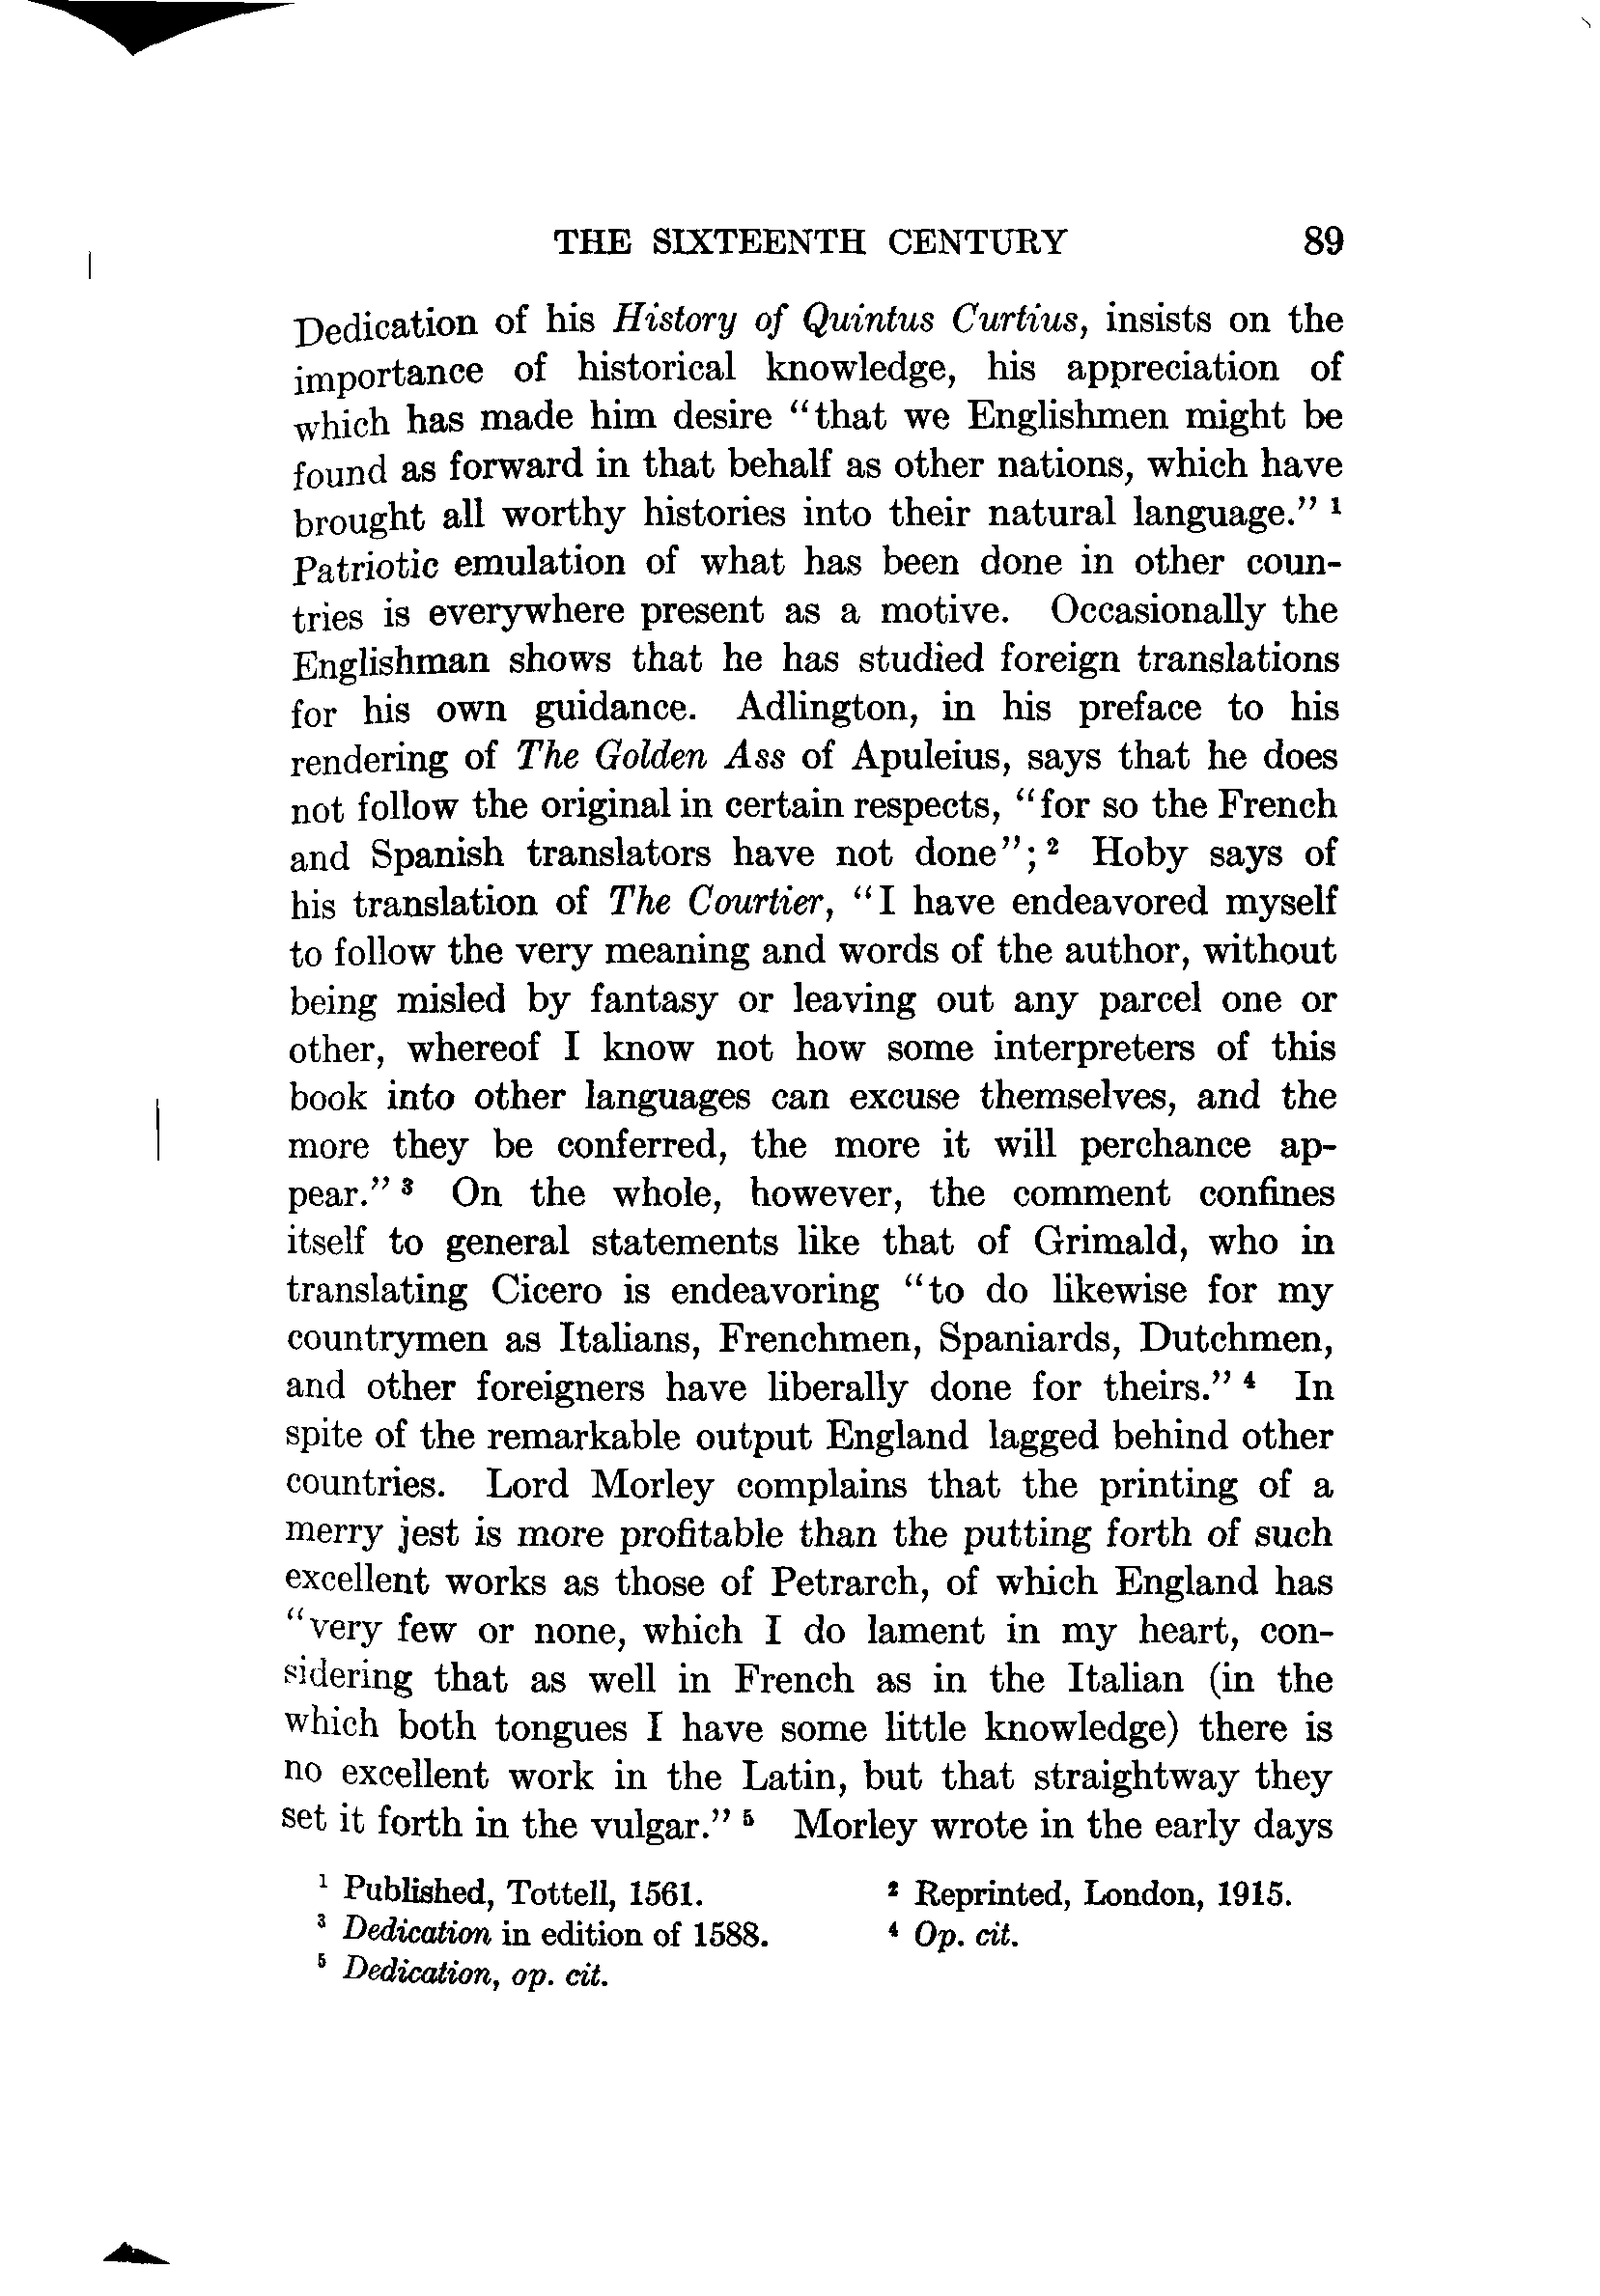 THE SIXTEENTH CENTURY 89
Dedication of his History of Quintus Curtius, insists on the
importance of historical knowledge, his appreciation of
which has made him desire “that we Englishmen might be
found as forward in that behalf as other nations, which have
brought all worthy histories into their natural language.” ¹
Patriotic emulation of what has been done in other coun-
tries is everywhere present as a motive. Occasionally the
Englishman shows that he has studied foreign translations
for his own guidance. Adlington, in his preface to his
rendering of The Golden Ass of Apuleius, says that he does
not follow the original in certain respects, “for so the French
and Spanish translators have not done”; ² Hoby says of
his translation of The Courtier, “I have endeavored myself
to follow the very meaning and words of the author, without
being misled by fantasy or leaving out any parcel one or
other, whereof I know not how some interpreters of this
book into other languages can excuse themselves, and the
more they be conferred, the more it will perchance ap-
pear.” ³ On the whole, however, the comment confines
itself to general statements like that of Grimald, who in
translating Cicero is endeavoring “to do likewise for my
countrymen as Italians, Frenchmen, Spaniards, Dutchmen,
and other foreigners have liberally done for theirs.” ⁴ In
spite of the remarkable output England lagged behind other
countries. Lord Morley complains that the printing of a
merry jest is more profitable than the putting forth of such
excellent works as those of Petrarch, of which England has
“very few or none, which I do lament in my heart, con-
sidering that as well in French as in the Italian (in the
which both tongues I have some little knowledge) there is
no excellent work in the Latin, but that straightway they
set it forth in the vulgar.” ⁵ Morley wrote in the early days
¹ Published, Tottell, 1561. ² Reprinted, London, 1915.
³ Dedication in edition of 1588. ⁴ Op. cit.
⁵ Dedication, op. cit.